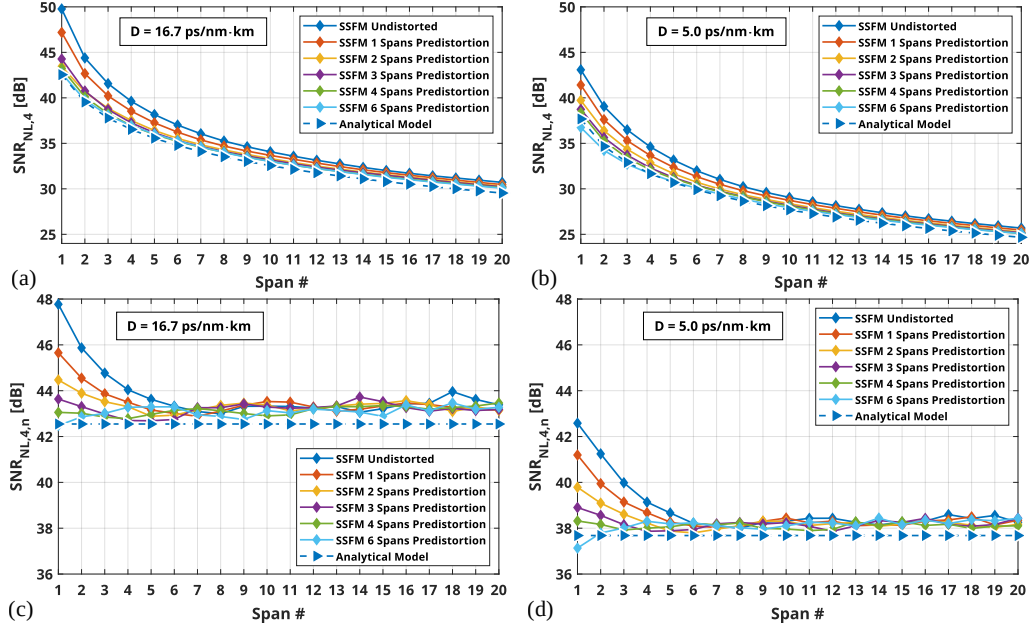 50
45
40
35
30
25
SNR_NL,4 [dB]
D = 16.7 ps/nm·km
SSFM Undistorted
SSFM 1 Spans Predistortion
SSFM 2 Spans Predistortion
SSFM 3 Spans Predistortion
SSFM 4 Spans Predistortion
SSFM 6 Spans Predistortion
Analytical Model
1 2 3 4 5 6 7 8 9 10 11 12 13 14 15 16 17 18 19 20
(a)
Span #
50
45
40
35
30
25
SNR_NL,4 [dB]
D = 5.0 ps/nm·km
SSFM Undistorted
SSFM 1 Spans Predistortion
SSFM 2 Spans Predistortion
SSFM 3 Spans Predistortion
SSFM 4 Spans Predistortion
SSFM 6 Spans Predistortion
Analytical Model
1 2 3 4 5 6 7 8 9 10 11 12 13 14 15 16 17 18 19 20
(b)
Span #
48
46
44
42
40
38
36
SNR_NL,4,n [dB]
D = 16.7 ps/nm·km
SSFM Undistorted
SSFM 1 Spans Predistortion
SSFM 2 Spans Predistortion
SSFM 3 Spans Predistortion
SSFM 4 Spans Predistortion
SSFM 6 Spans Predistortion
Analytical Model
1 2 3 4 5 6 7 8 9 10 11 12 13 14 15 16 17 18 19 20
(c)
Span #
48
46
44
42
40
38
36
SNR_NL,4,n [dB]
D = 5.0 ps/nm·km
SSFM Undistorted
SSFM 1 Spans Predistortion
SSFM 2 Spans Predistortion
SSFM 3 Spans Predistortion
SSFM 4 Spans Predistortion
SSFM 6 Spans Predistortion
Analytical Model
1 2 3 4 5 6 7 8 9 10 11 12 13 14 15 16 17 18 19 20
(d)
Span #